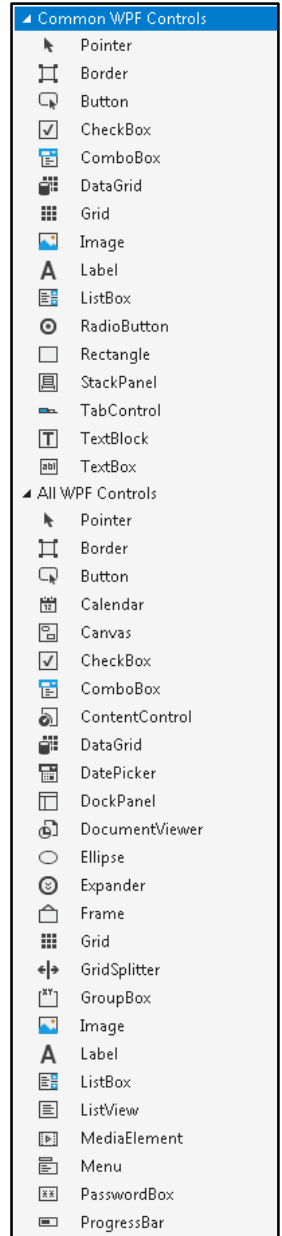 Common WPF Controls
Pointer
Border
Button
CheckBox
ComboBox
DataGrid
Grid
Image
Label
ListBox
RadioButton
Rectangle
StackPanel
TabControl
TextBlock
TextBox
All WPF Controls
Pointer
Border
Button
Calendar
Canvas
CheckBox
ComboBox
ContentControl
DataGrid
DatePicker
DockPanel
DocumentViewer
Ellipse
Expander
Frame
Grid
GridSplitter
GroupBox
Image
Label
ListBox
ListView
MediaElement
Menu
PasswordBox
ProgressBar